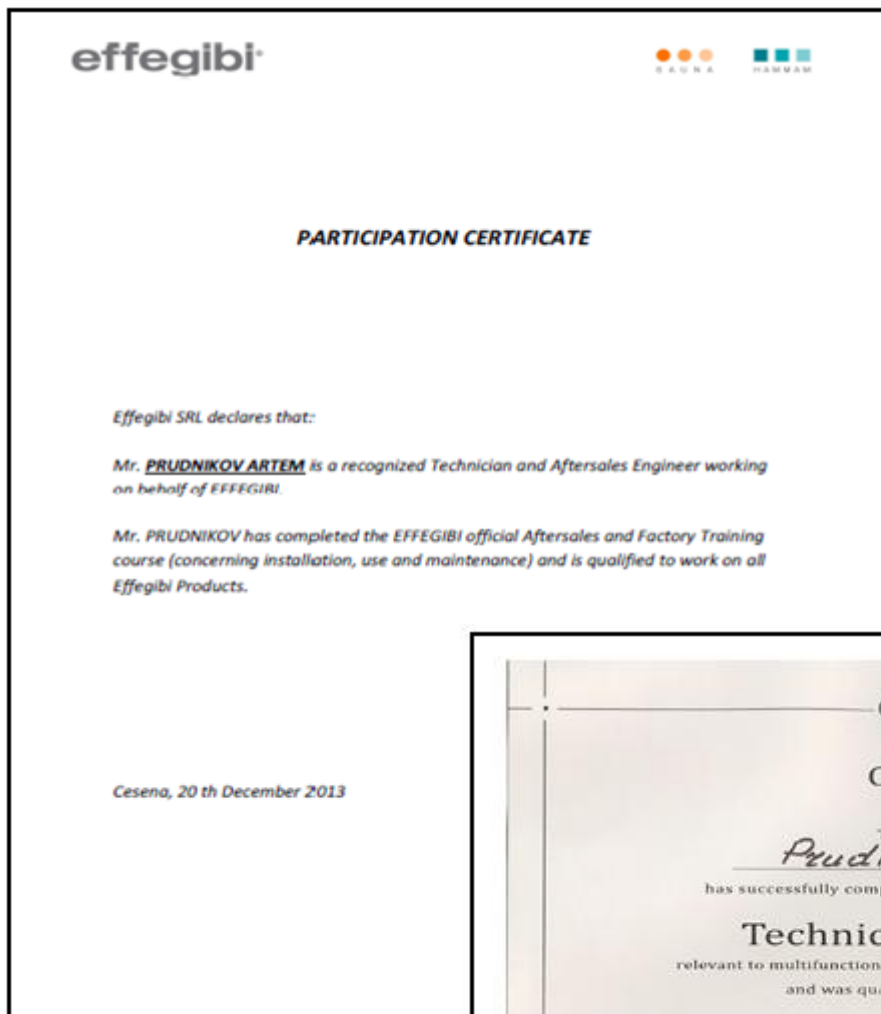 effegibi
SAUNA HAMMAM
PARTICIPATION CERTIFICATE
Effegibi SRL declares that:
Mr. PRUDNIKOV ARTEM is a recognized Technician and Aftersales Engineer working
on behalf of EFFEGIBI.
Mr. PRUDNIKOV has completed the EFFEGIBI official Aftersales and Factory Training
course (concerning installation, use and maintenance) and is qualified to work on all
Effegibi Products.
Cesena, 20 th December 2013
has successfully
Technic
relevant to multifunction
and was